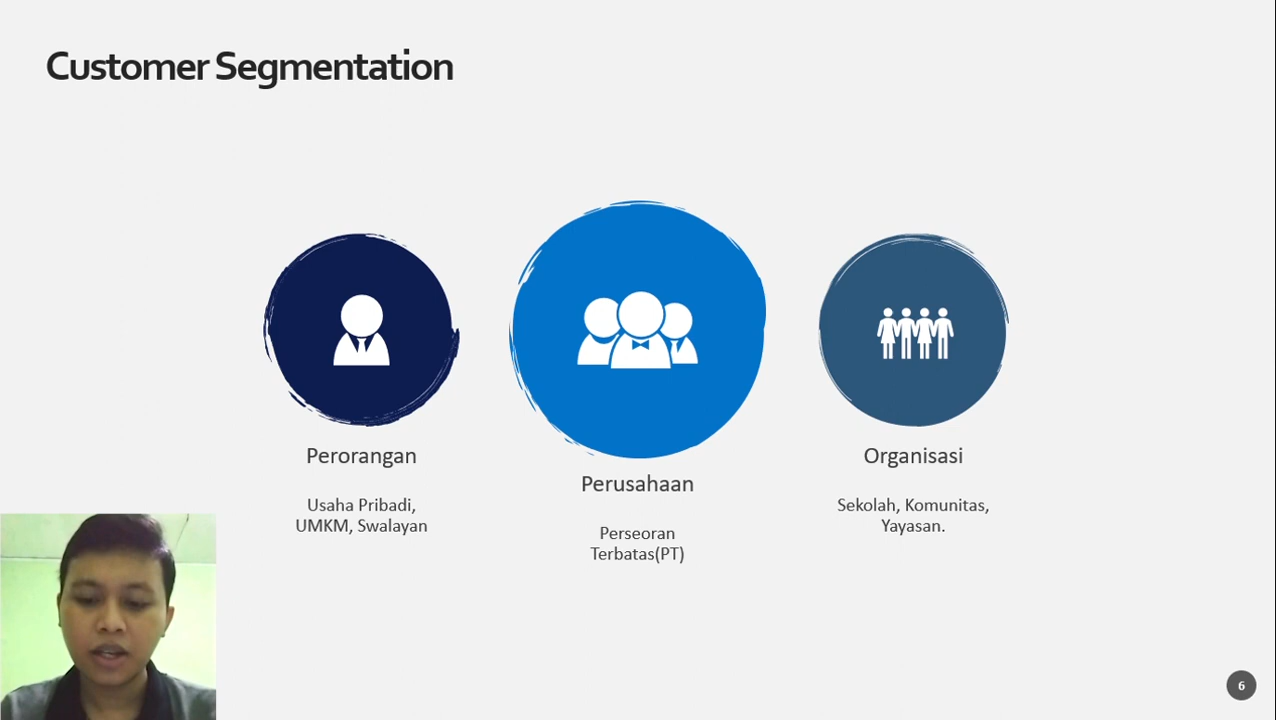 Customer Segmentation
Perorangan
Usaha Pribadi,
UMKM, Swalayan
Perusahaan
Perseoran
Terbatas(PT)
Organisasi
Sekolah, Komunitas,
Yayasan.
6